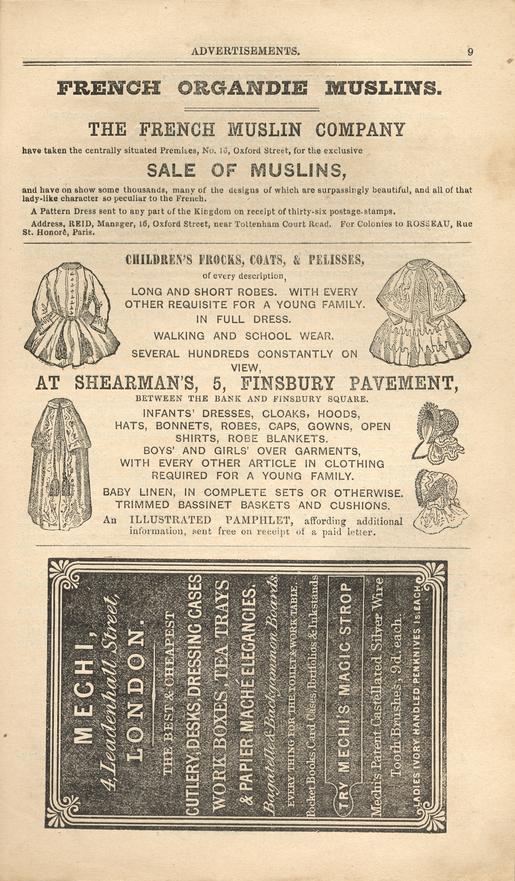 ADVERTISEMENTS.
9
FRENCH ORGANDIE MUSLINS.
THE FRENCH MUSLIN COMPANY
have taken the centrally situated Premises, No. 16, Oxford Street, for the exclusive
SALE OF MUSLINS,
and have on show some thousands, many of the designs of which are surpassingly beautiful, and all of that
lady-like character so peculiar to the French.
A Pattern Dress sent to any part of the Kingdom on receipt of thirty-six postage-stamps.
Address, REID, Manager, 16, Oxford Street, near Tottenham Court Road. For Colonies to ROSSEAU, Rue
St. Honoré, Paris.
CHILDREN'S FROCKS, COATS, & PELISSES,
of every description,
LONG AND SHORT ROBES. WITH EVERY
OTHER REQUISITE FOR A YOUNG FAMILY.
IN FULL DRESS.
WALKING AND SCHOOL WEAR.
SEVERAL HUNDREDS CONSTANTLY ON
VIEW,
AT SHEARMAN'S, 5, FINSBURY PAVEMENT,
BETWEEN THE BANK AND FINSBURY SQUARE.
INFANTS' DRESSES, CLOAKS, HOODS,
HATS, BONNETS, ROBES, CAPS, GOWNS, OPEN
SHIRTS, ROBE BLANKETS.
BOYS' AND GIRLS' OVER GARMENTS,
WITH EVERY OTHER ARTICLE IN CLOTHING
REQUIRED FOR A YOUNG FAMILY.
BABY LINEN, IN COMPLETE SETS OR OTHERWISE.
TRIMMED BASSINET BASKETS AND CUSHIONS.
An ILLUSTRATED PAMPHLET, affording additional
information, sent free on receipt of a paid letter.
MECHI,
4, Leadenhall Street,
LONDON.
THE BEST & CHEAPEST
CUTLERY, DESKS, DRESSING CASES
WORK BOXES, TEA TRAYS
& PAPIER MACHÉ ELEGANCIES.
Bagatelle & Backgammon Boards
EVERY THING FOR THE TOILET & WORK TABLE.
Pocket Books, Card Cases, Portfolios & Inkstands
TRY MECHI'S MAGIC STROP
Mechi's Patent Castellared Silver Wire
Tooth Brushes, 9d. each.
LADIES IVORY HANDLED PENKNIVES 1s. EACH